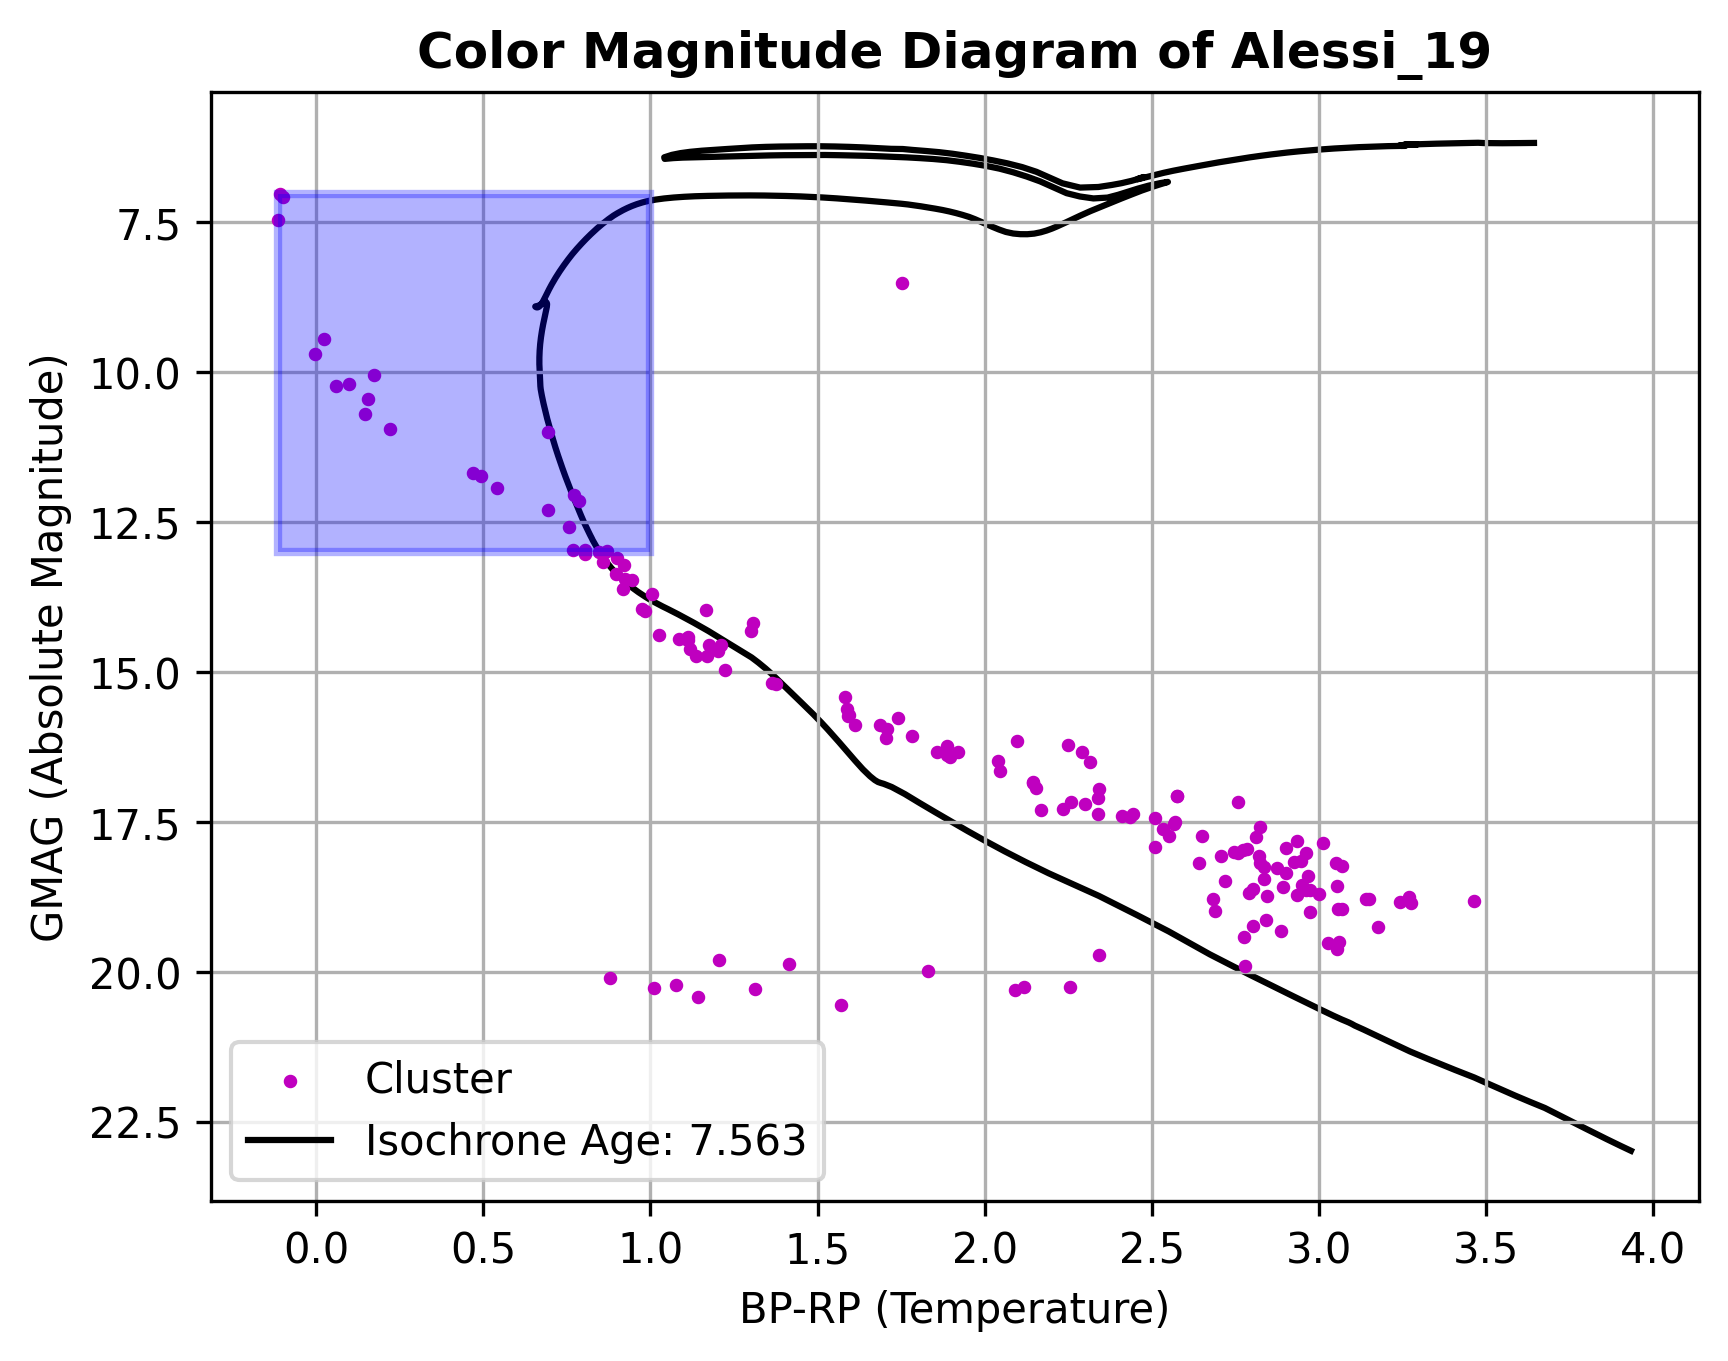 Color Magnitude Diagram of Alessi_19
GMAG (Absolute Magnitude)
7.5
10.0
12.5
15.0
17.5
20.0
22.5
Cluster
Isochrone Age: 7.563
0.0 0.5 1.0 1.5 2.0 2.5 3.0 3.5 4.0
BP-RP (Temperature)